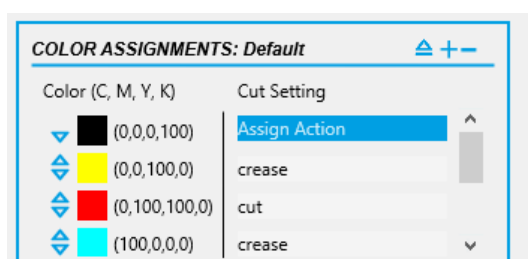 COLOR ASSIGNMENTS: Default
Color (C, M, Y, K) Cut Setting
(0,0,0,100) Assign Action
(0,0,100,0) crease
(0,100,100,0) cut
(100,0,0,0) crease